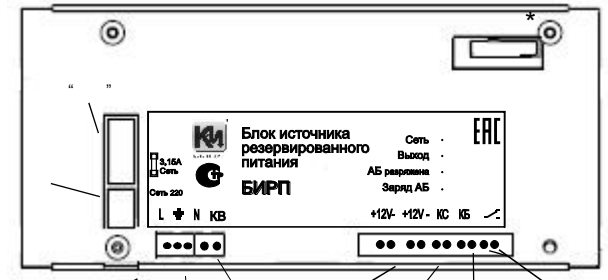 *
“ ”
КИ
Блок источника
резервированного
питания
БИРП
3,15А
Сеть
Сеть 220
L N КВ
ЕАС
Сеть
Выход
АБ разряжена
Заряд АБ
+12V- +12V - КС КБ